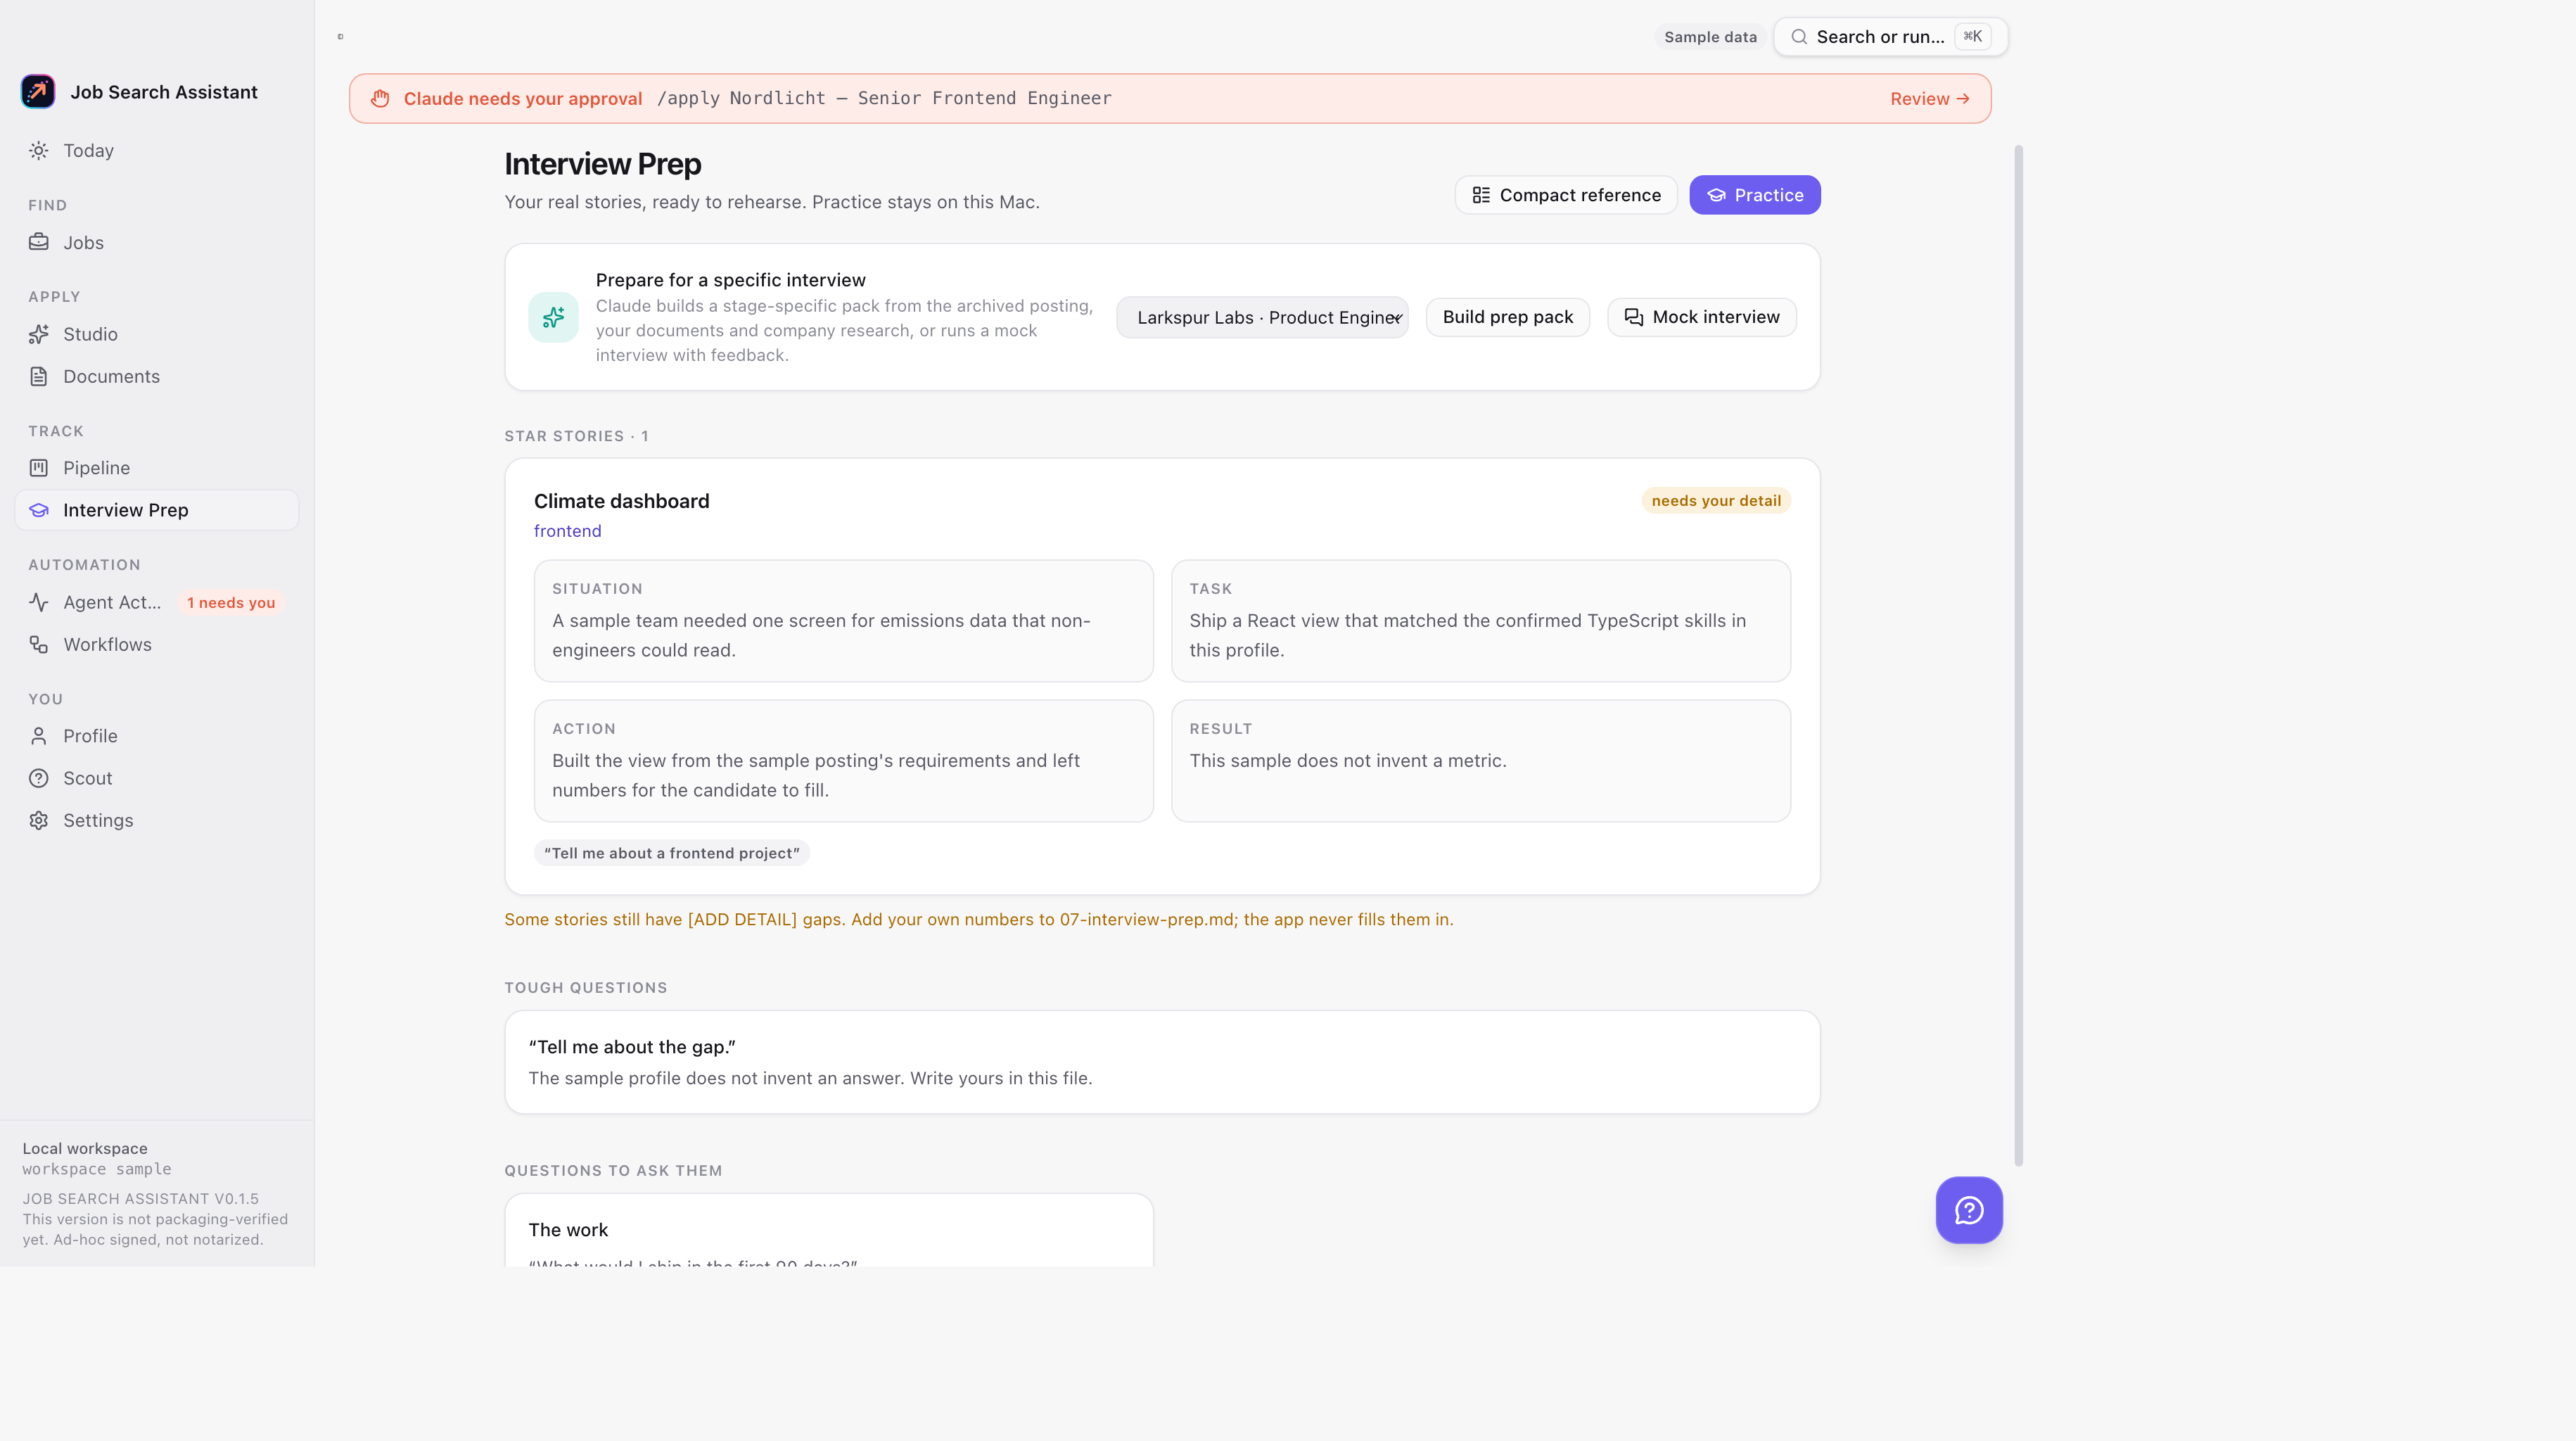 Job Search Assistant
Today
FIND
Jobs
APPLY
Studio
Documents
TRACK
Pipeline
Interview Prep
AUTOMATION
Agent Act... 1 needs you
Workflows
YOU
Profile
Scout
Settings
Local workspace
workspace sample
JOB SEARCH ASSISTANT V0.1.5
This version is not packaging-verified
yet. Ad-hoc signed, not notarized.
Sample data
Search or run... ⌘K
Claude needs your approval /apply Nordlicht — Senior Frontend Engineer
Review →
Interview Prep
Your real stories, ready to rehearse. Practice stays on this Mac.
Compact reference
Practice
Prepare for a specific interview
Claude builds a stage-specific pack from the archived posting,
your documents and company research, or runs a mock
interview with feedback.
Larkspur Labs · Product Engineer
Build prep pack
Mock interview
STAR STORIES · 1
Climate dashboard
needs your detail
frontend
SITUATION
A sample team needed one screen for emissions data that non-
engineers could read.
TASK
Ship a React view that matched the confirmed TypeScript skills in
this profile.
ACTION
Built the view from the sample posting's requirements and left
numbers for the candidate to fill.
RESULT
This sample does not invent a metric.
“Tell me about a frontend project”
Some stories still have [ADD DETAIL] gaps. Add your own numbers to 07-interview-prep.md; the app never fills them in.
TOUGH QUESTIONS
“Tell me about the gap.”
The sample profile does not invent an answer. Write yours in this file.
QUESTIONS TO ASK THEM
The work
“What would I ship in the first 90 days?”